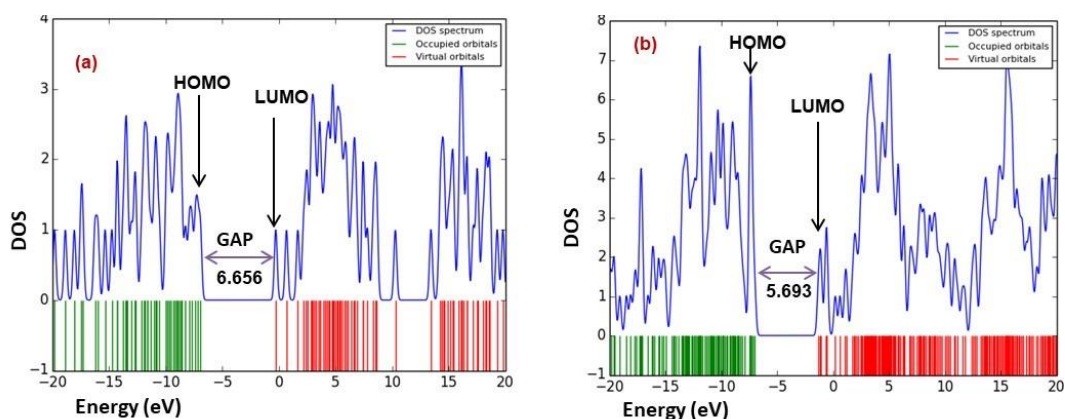 (a)
DOS spectrum
Occupied orbitals
Virtual orbitals
HOMO
LUMO
GAP
6.656
DOS
4
3
2
1
0
−1
−20 −15 −10 −5 0 5 10 15 20
Energy (eV)
(b)
HOMO
DOS spectrum
Occupied orbitals
Virtual orbitals
LUMO
GAP
5.693
DOS
8
7
6
5
4
3
2
1
0
−1
−20 −15 −10 −5 0 5 10 15 20
Energy (eV)